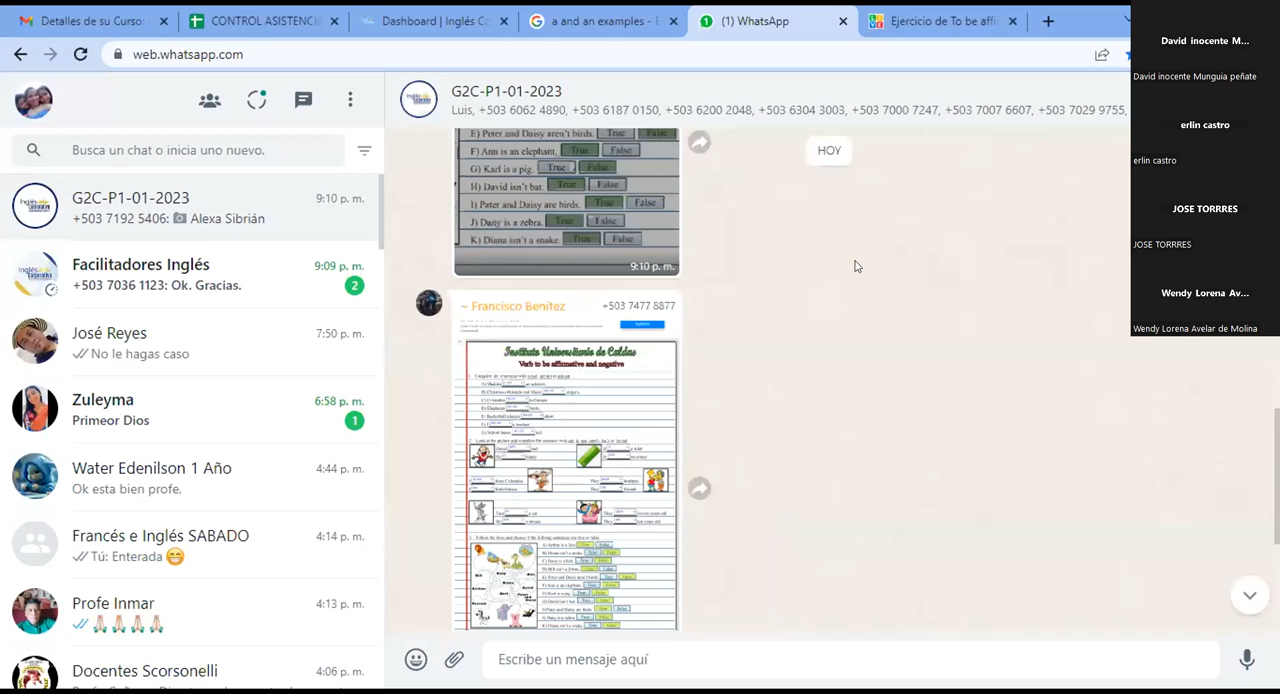 Detalles de su Curso:
CONTROL ASISTENCI
Dashboard | Inglés Co
a and an examples - B
(1) WhatsApp
Ejercicio de To be affi
web.whatsapp.com
G2C-P1-01-2023
Luis, +503 6062 4890, +503 6187 0150, +503 6200 2048, +503 6304 3003, +503 7000 7247, +503 7007 6607, +503 7029 9755,
Busca un chat o inicia uno nuevo.
G2C-P1-01-2023
9:10 p. m.
+503 7192 5406: Alexa Sibrián
Facilitadores Inglés
9:09 p. m.
+503 7036 1123: Ok. Gracias.
2
José Reyes
7:50 p. m.
No le hagas caso
Zuleyma
6:58 p. m.
Primeor Dios
1
Water Edenilson 1 Año
4:44 p. m.
Ok esta bien profe.
Francés e Inglés SABADO
4:14 p. m.
Tú: Enterada
Profe Inmar
4:13 p. m.
Docentes Scorsonelli
4:06 p. m.
HOY
E) Peter and Daisy aren't birds. True False
F) Ann is an elephant. True False
G) Karl is a pig. True False
H) David isn't bat. True False
I) Pater and Daisy are birds. True False
J) Dany is a zebra. True False
K) Diana isn't a snake. True False
9:10 p. m.
~ Francisco Benítez
+503 7477 8877
Instituto Universitario de Caldas
Verb to be affirmative and negative
Escribe un mensaje aquí
David inocente M...
David inocente Munguia peñate
erlin castro
erlin castro
JOSE TORRRES
JOSE TORRRES
Wendy Lorena Av...
Wendy Lorena Avelar de Molina